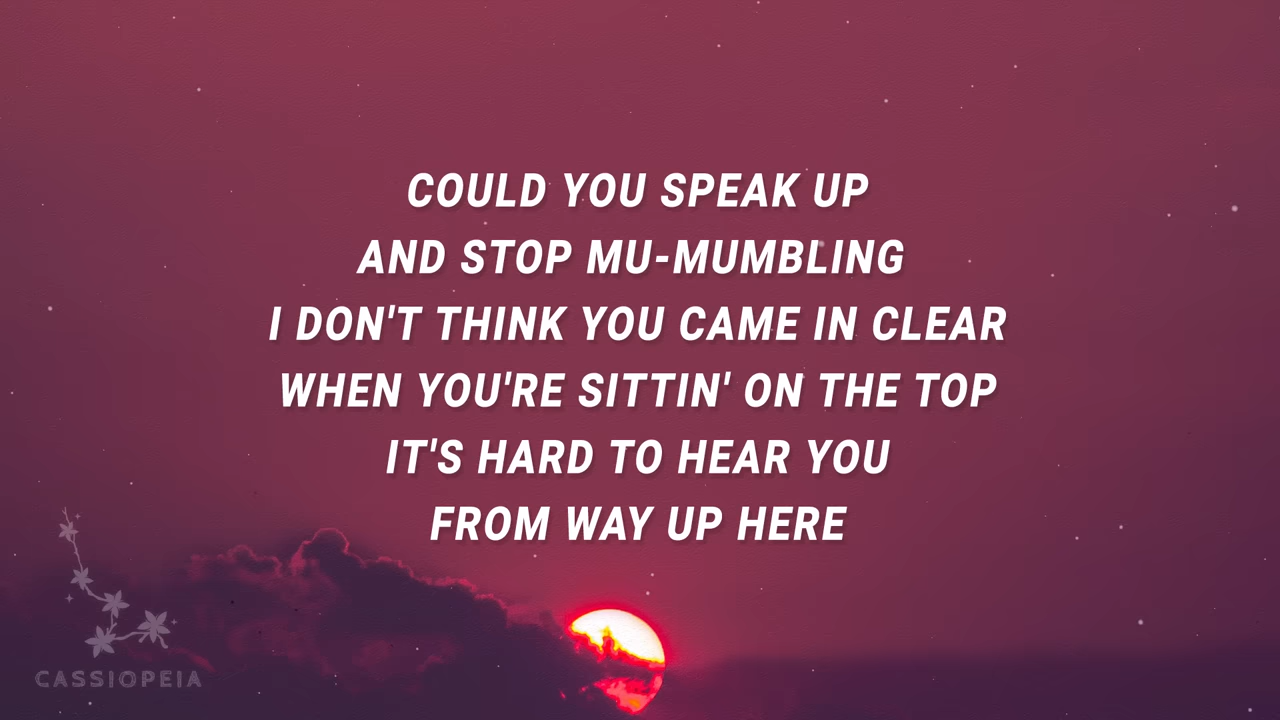 COULD YOU SPEAK UP
AND STOP MU-MUMBLING
I DON'T THINK YOU CAME IN CLEAR
WHEN YOU'RE SITTIN' ON THE TOP
IT'S HARD TO HEAR YOU
FROM WAY UP HERE
CASSIOPEIA